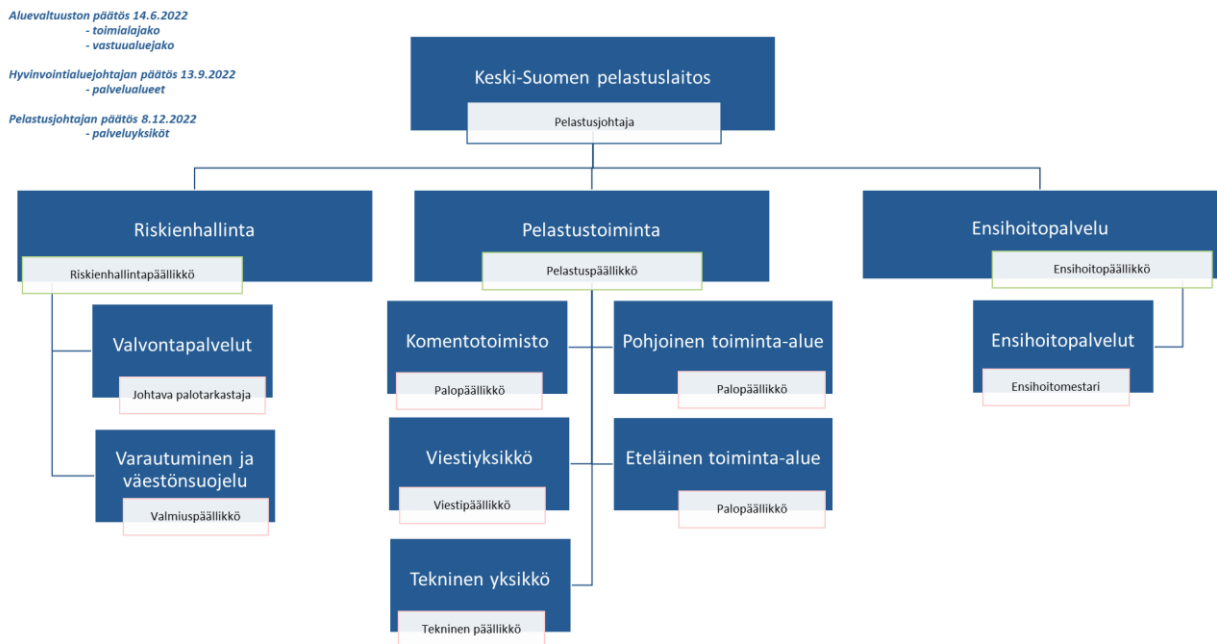 Aluevaltuuston päätös 14.6.2022
- toimialajako
- vastuualuejako
Hyvinvointialuejohtajan päätös 13.9.2022
- palvelualueet
Pelastusjohtajan päätös 8.12.2022
- palveluyksiköt
Keski-Suomen pelastuslaitos
Pelastusjohtaja
Riskienhallinta
Riskienhallintapäällikkö
Valvontapalvelut
Johtava palotarkastaja
Varautuminen ja
väestönsuojelu
Valmiuspäällikkö
Pelastustoiminta
Pelastuspäällikkö
Komentotoimisto
Palopäällikkö
Pohjoinen toiminta-alue
Palopäällikkö
Viestiyksikkö
Viestipäällikkö
Eteläinen toiminta-alue
Palopäällikkö
Tekninen yksikkö
Tekninen päällikkö
Ensihoitopalvelu
Ensihoitopäällikkö
Ensihoitopalvelut
Ensihoitomestari